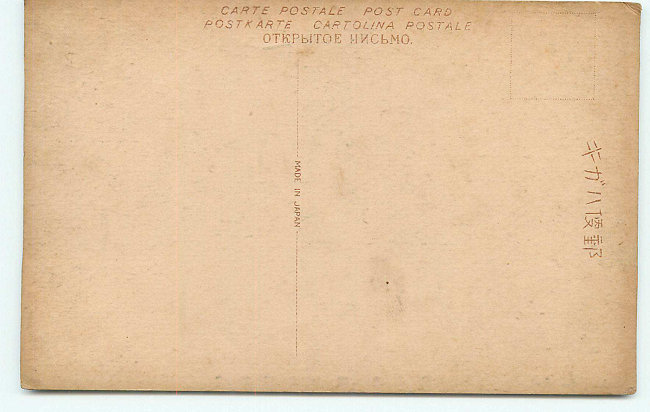 CARTE POSTALE POST CARD
POSTKARTE CARTOLINA POSTALE
ОТКРЫТОЕ ПИСЬМО.
MADE IN JAPAN
郵便ハガキ